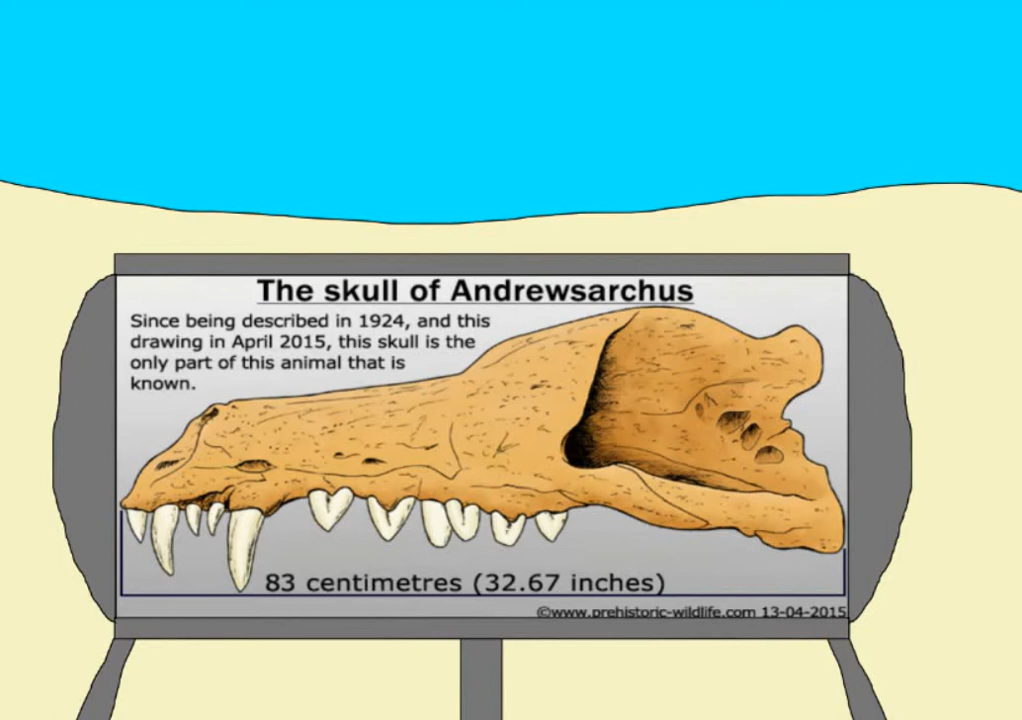 The skull of Andrewsarchus
Since being described in 1924, and this
drawing in April 2015, this skull is the
only part of this animal that is
known.
83 centimetres (32.67 inches)
©www.prehistoric-wildlife.com 13-04-2015